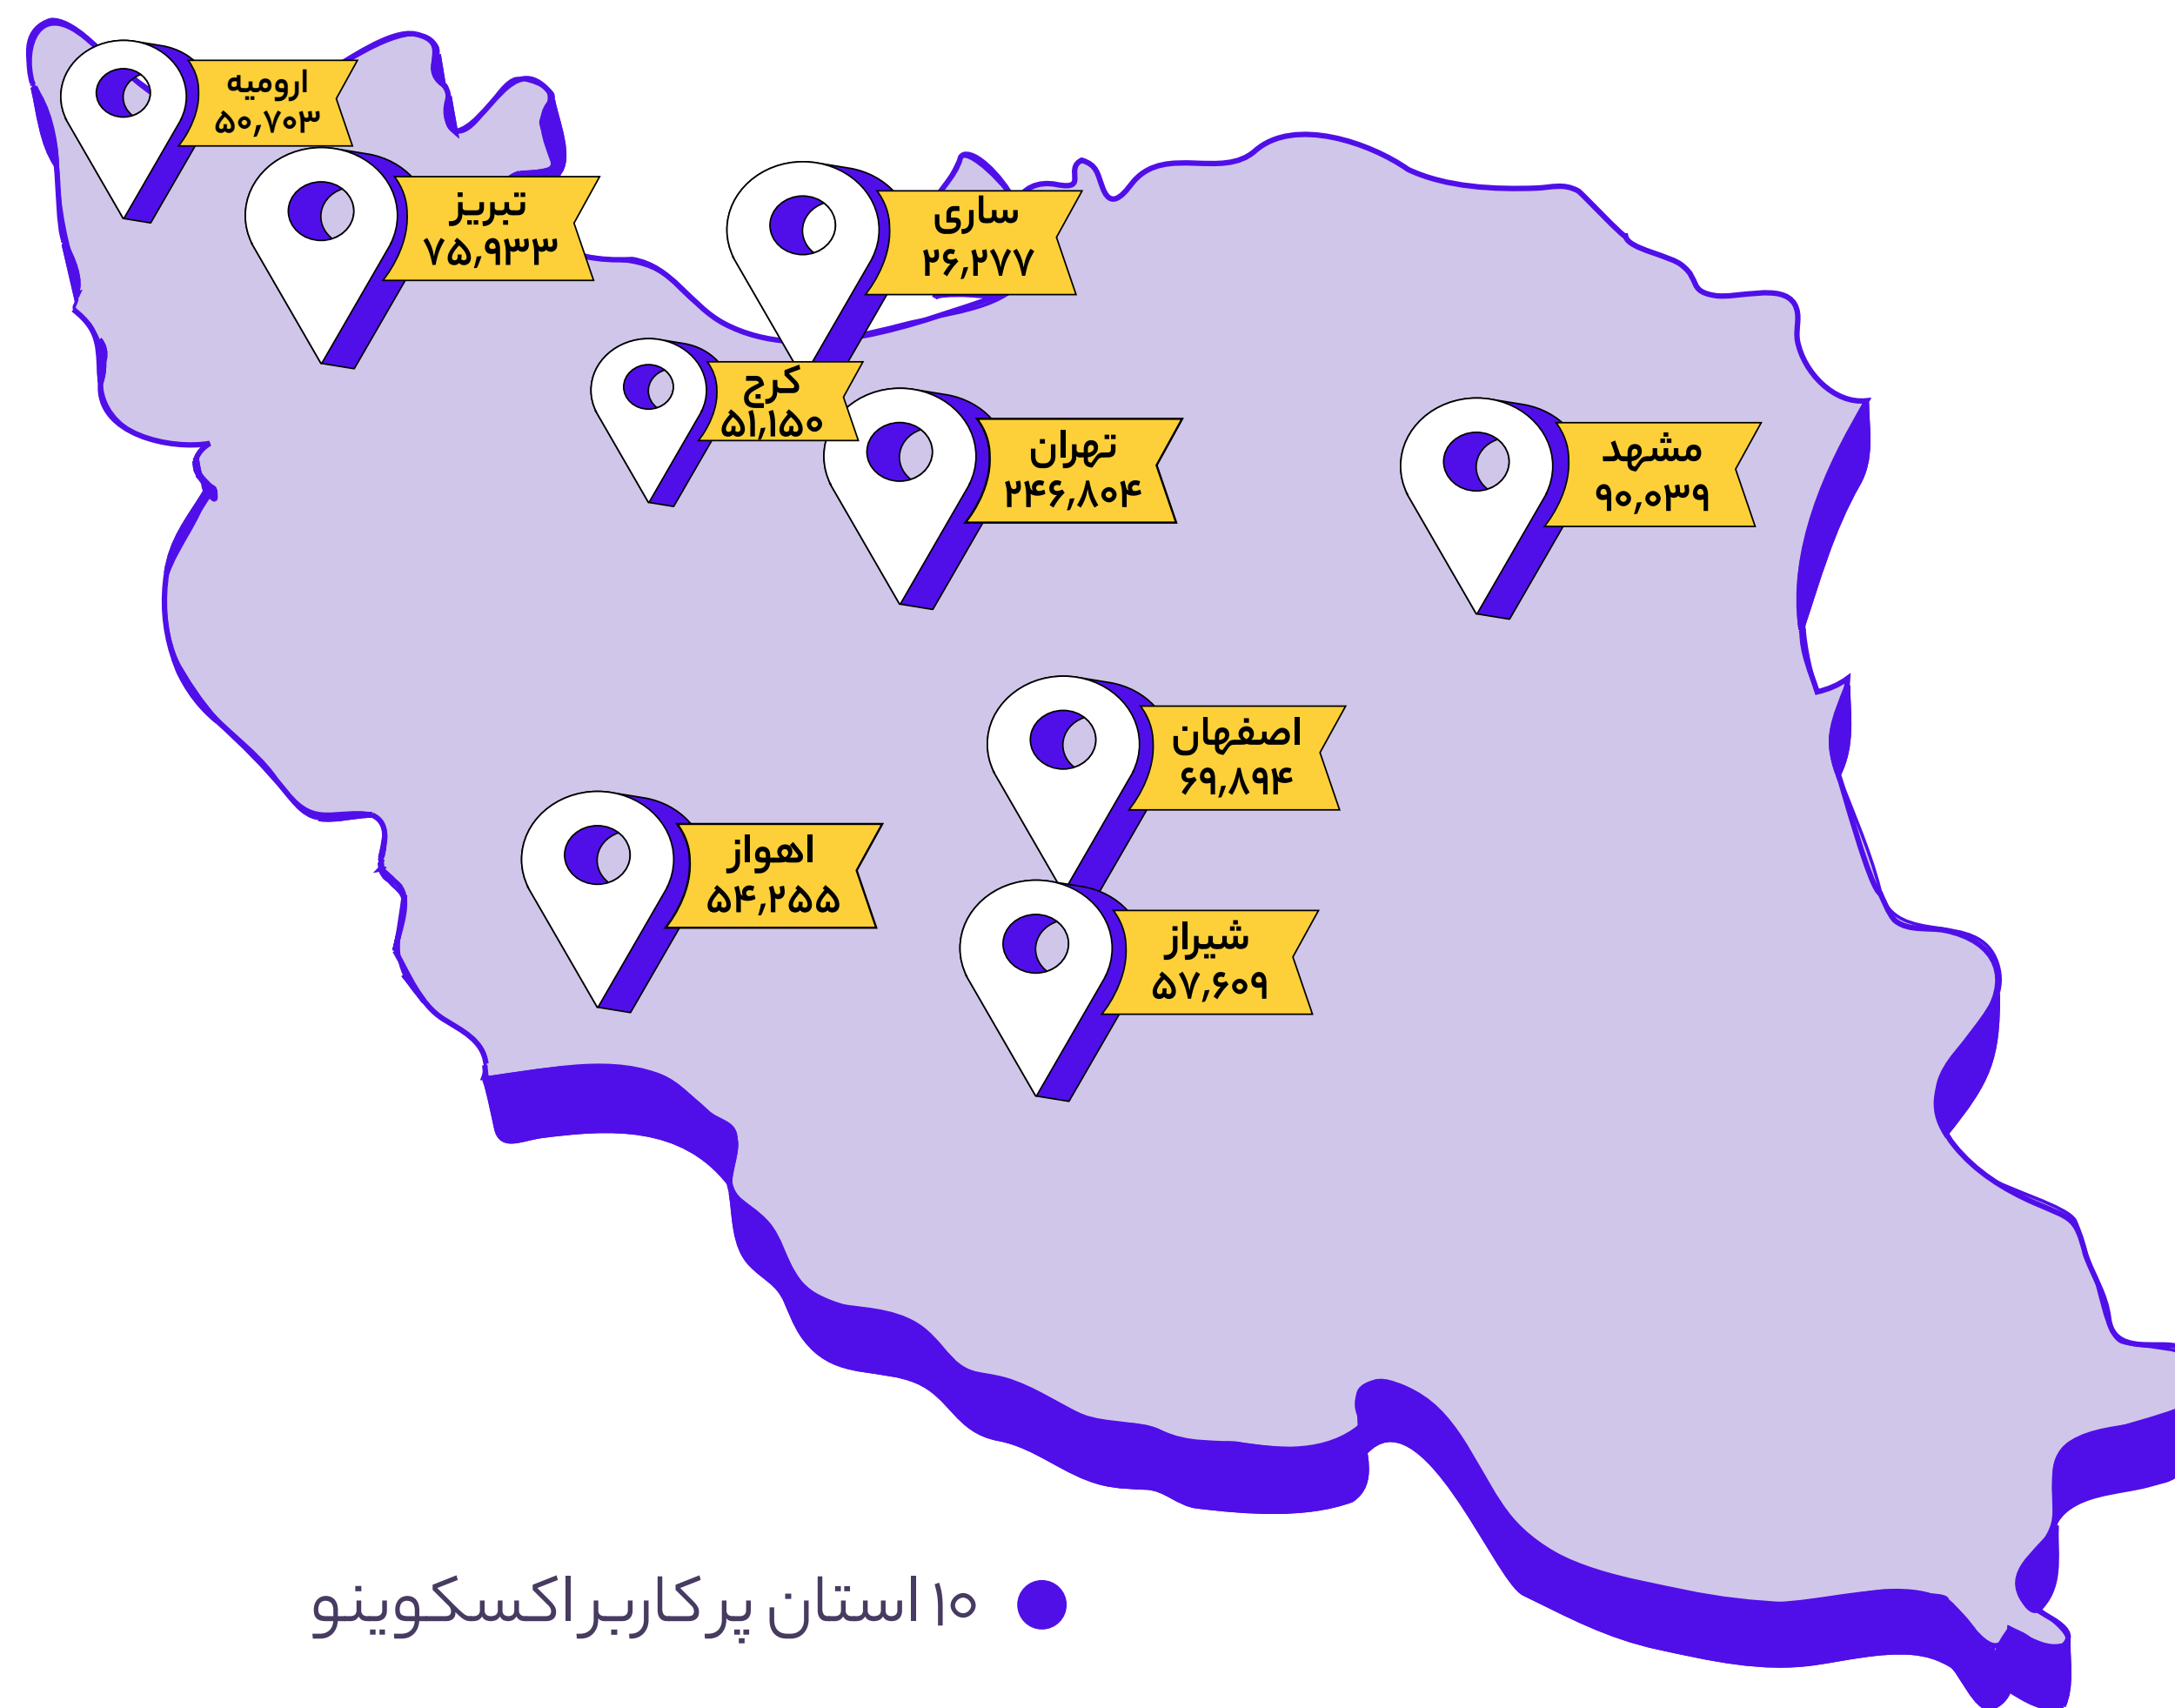 ارومیه
۵۰,۷۰۳
تبریز
۷۵,۹۳۳
ساری
۲۶,۲۷۷
کرج
۵۱,۱۵۰
تهران
۲۴۶,۸۰۴
مشهد
۹۰,۰۳۹
اصفهان
۶۹,۸۹۴
اهواز
۵۴,۲۵۵
شیراز
۵۷,۶۰۹
۱۰ استان پرکاربر اکسکوینو